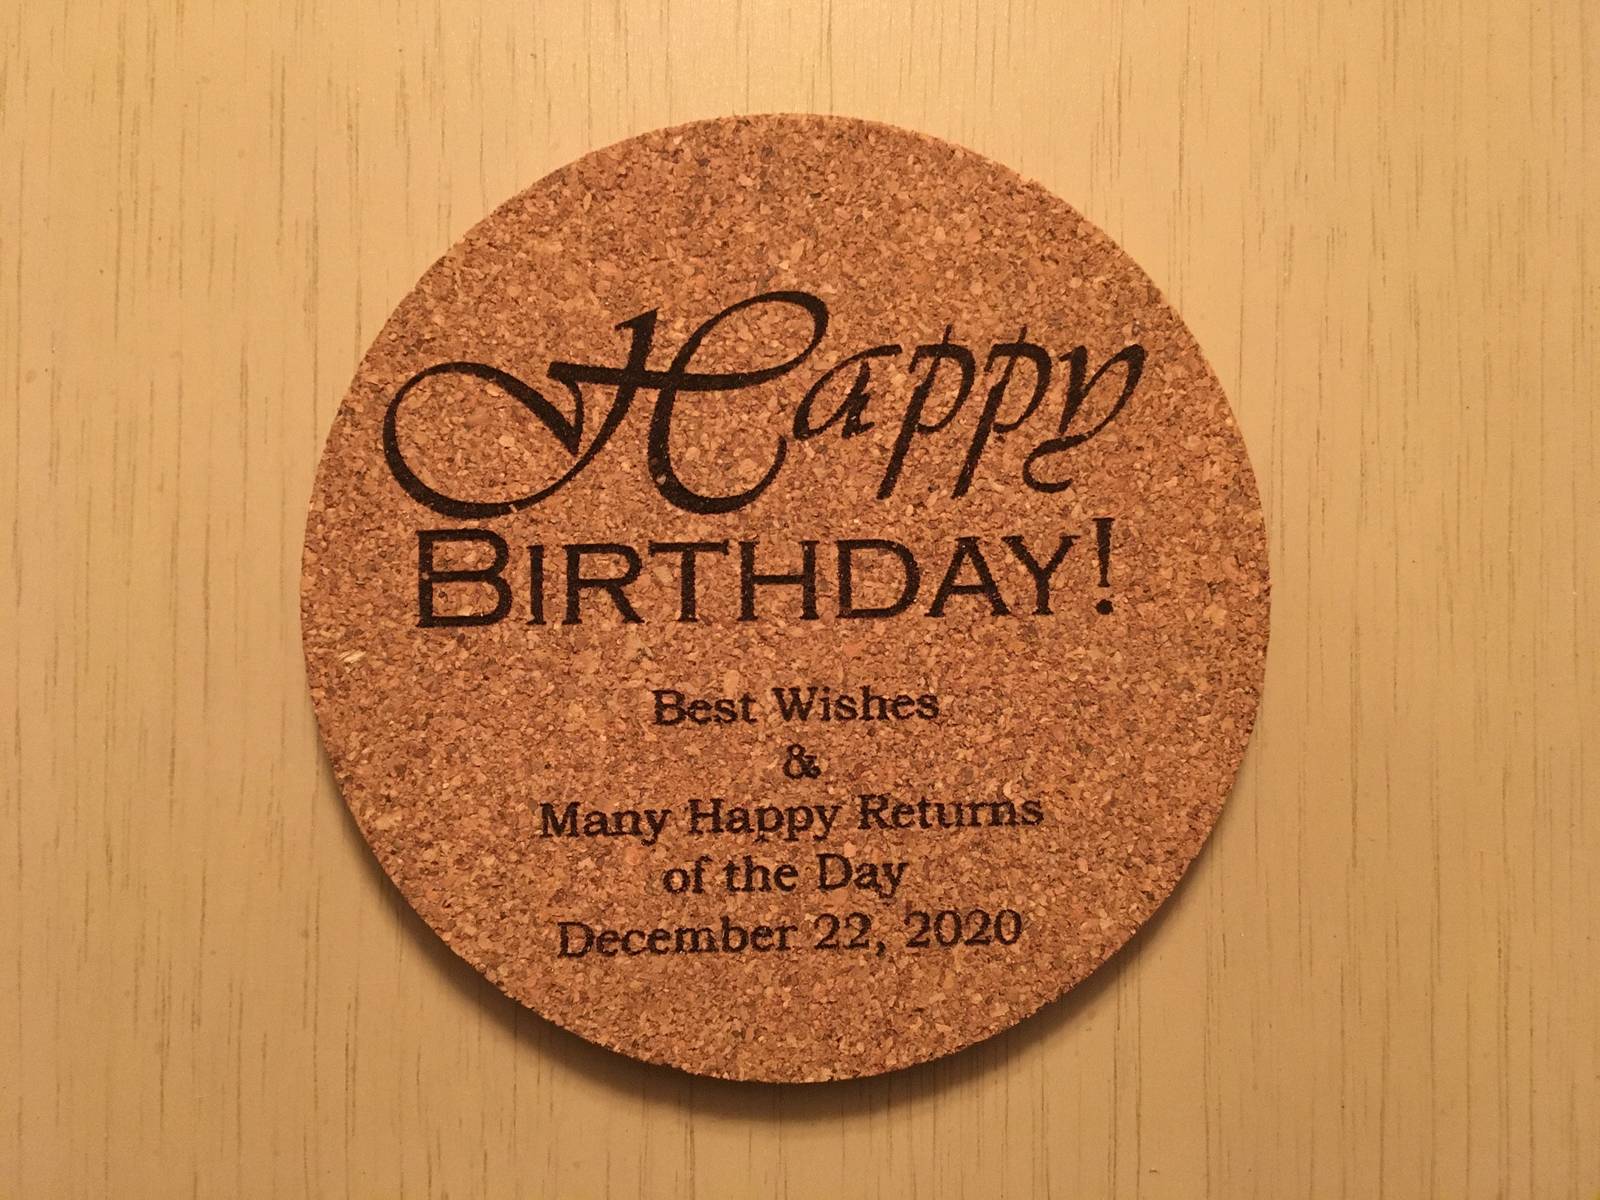 Happy
BIRTHDAY!
Best Wishes
&
Many Happy Returns
of the Day
December 22, 2020